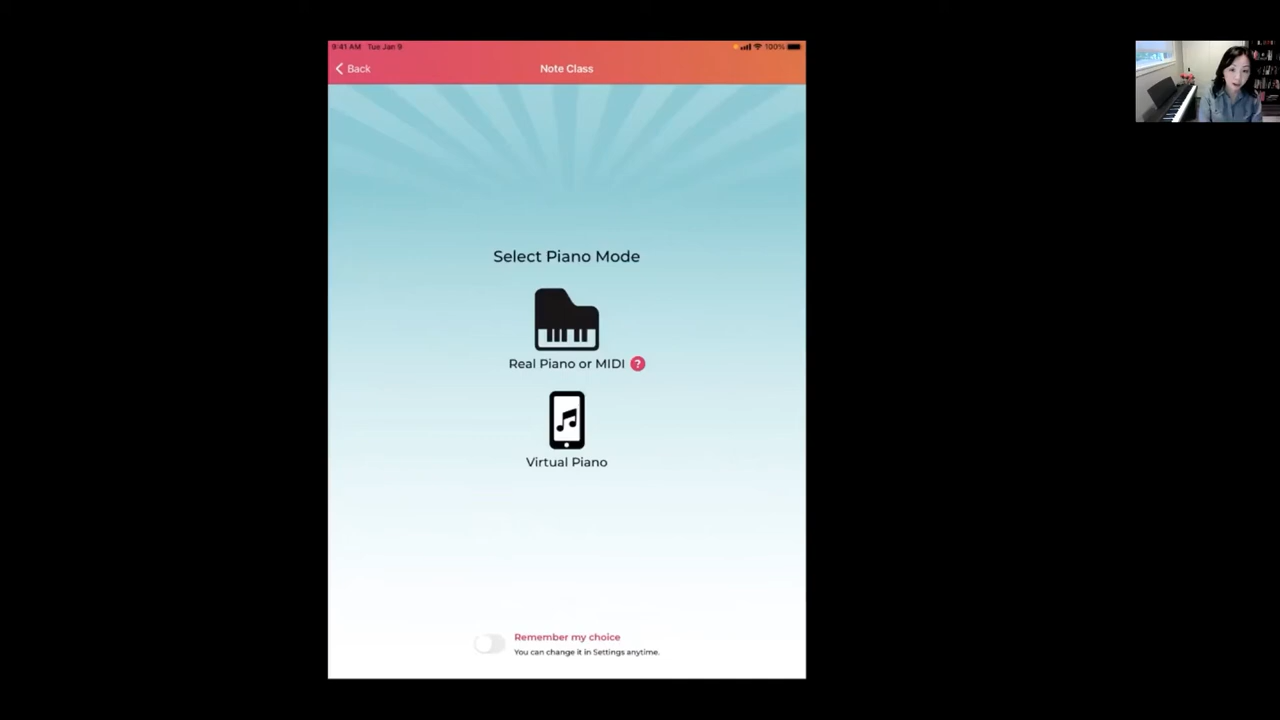 9:41 AM Tue Jan 9
100%
Back
Note Class
Select Piano Mode
Real Piano or MIDI ?
Virtual Piano
Remember my choice
You can change it in Settings anytime.